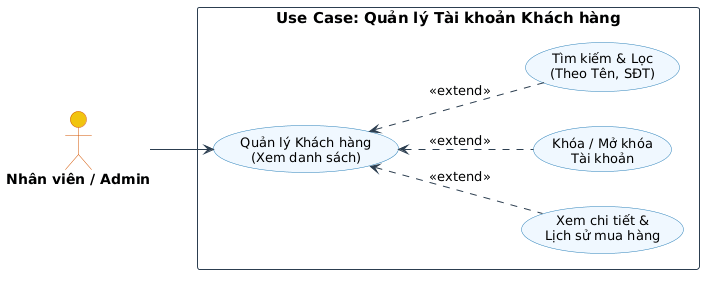 Use Case: Quản lý Tài khoản Khách hàng
Tìm kiếm & Lọc
(Theo Tên, SĐT)
«extend»
Quản lý Khách hàng
(Xem danh sách)
«extend»
Khóa / Mở khóa
Tài khoản
Nhân viên / Admin
«extend»
Xem chi tiết &
Lịch sử mua hàng